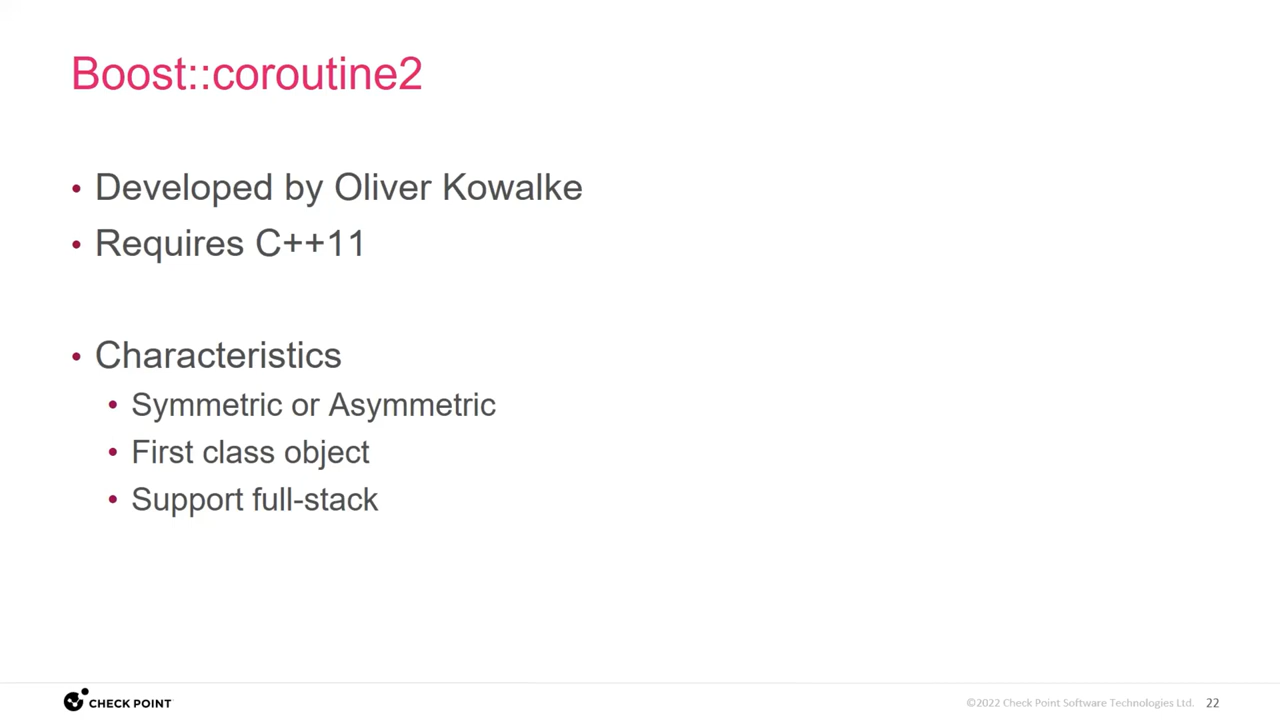 Boost::coroutine2
• Developed by Oliver Kowalke
• Requires C++11
• Characteristics
• Symmetric or Asymmetric
• First class object
• Support full-stack
CHECK POINT
©2022 Check Point Software Technologies Ltd. 22